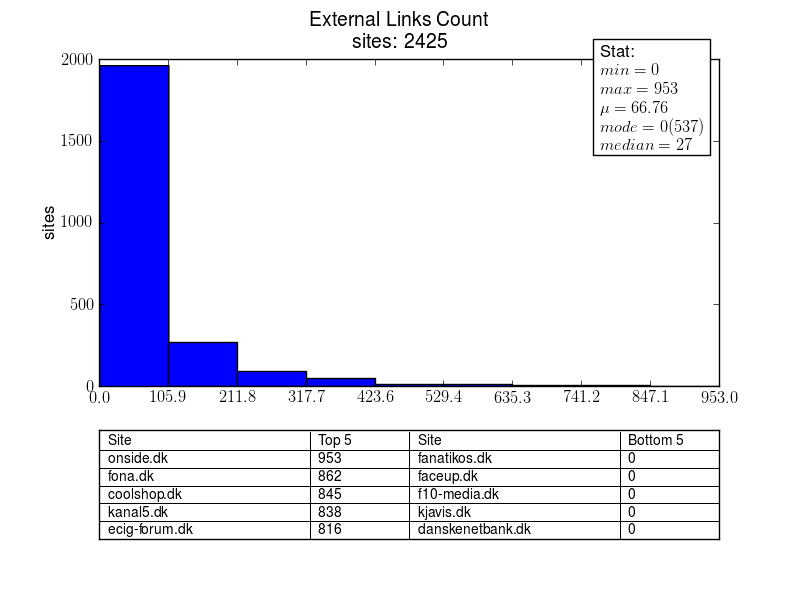 External Links Count
sites: 2425
Stat:
min = 0
max = 953
μ = 66.76
mode = 0(537)
median = 27
sites
2000
1500
1000
500
0
0.0 105.9 211.8 317.7 423.6 529.4 635.3 741.2 847.1 953.0
Site Top 5 Site Bottom 5
onside.dk 953 fanatikos.dk 0
fona.dk 862 faceup.dk 0
coolshop.dk 845 f10-media.dk 0
kanal5.dk 838 kjavis.dk 0
ecig-forum.dk 816 danskenetbank.dk 0